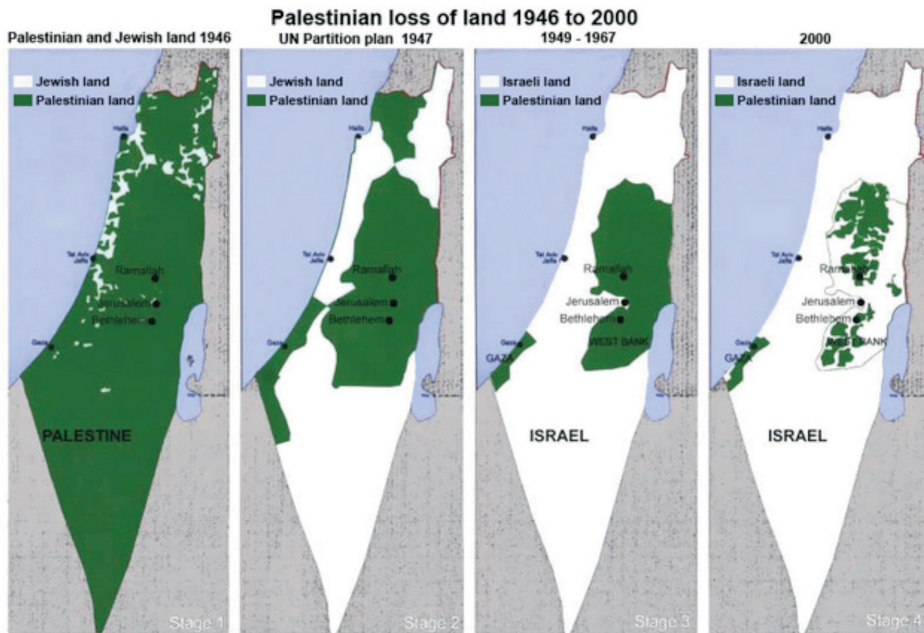 Palestinian loss of land 1946 to 2000
Palestinian and Jewish land 1946
Jewish land
Palestinian land
Haifa
Tel Aviv
Jaffa
Ramallah
Jerusalem
Bethlehem
Gaza
PALESTINE
Stage 1
UN Partition plan 1947
Jewish land
Palestinian land
Haifa
Tel Aviv
Jaffa
Ramallah
Jerusalem
Bethlehem
Gaza
Stage 2
1949 - 1967
Israeli land
Palestinian land
Haifa
Tel Aviv
Jaffa
Ramallah
Jerusalem
Bethlehem
Gaza
GAZA
WEST BANK
ISRAEL
Stage 3
2000
Israeli land
Palestinian land
Haifa
Tel Aviv
Jaffa
Ramallah
Jerusalem
Bethlehem
Gaza
GAZA
WEST BANK
ISRAEL
Stage 4